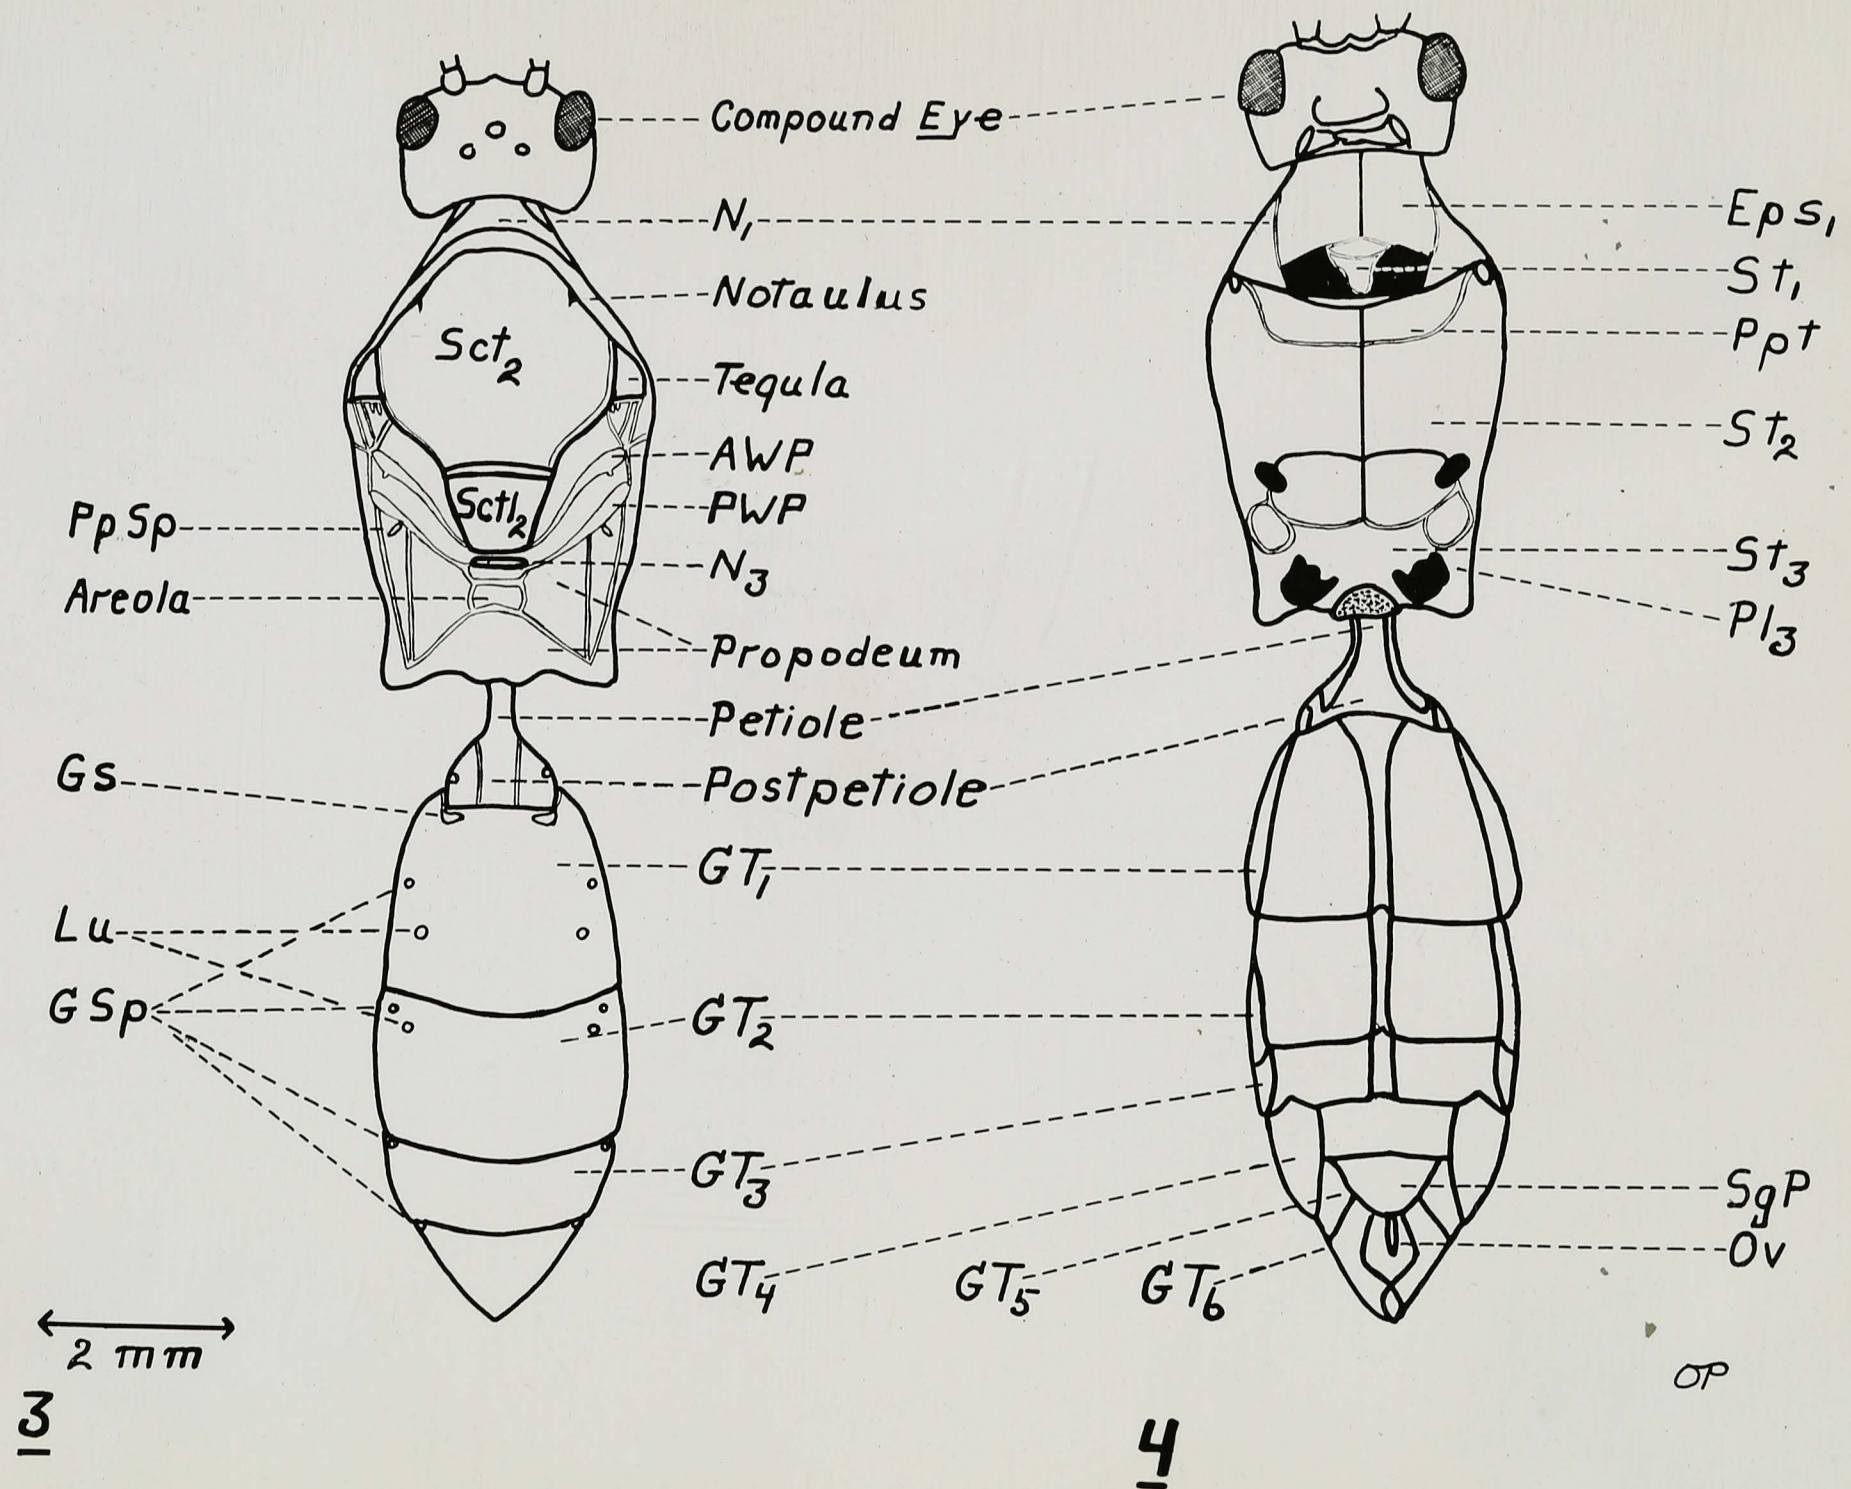 Compound Eye
N1
Eps1
St1
Notaulus
Ppt
Sct2
Tegula
St2
AWP
Sctl2
PWP
PpSp
N3
St3
Areola
Pl3
Propodeum
Petiole
Gs
Postpetiole
GT1
Lu
GSp
GT2
GT3
SgP
GT4
GT5
GT6
Ov
2 mm
OP
3
4